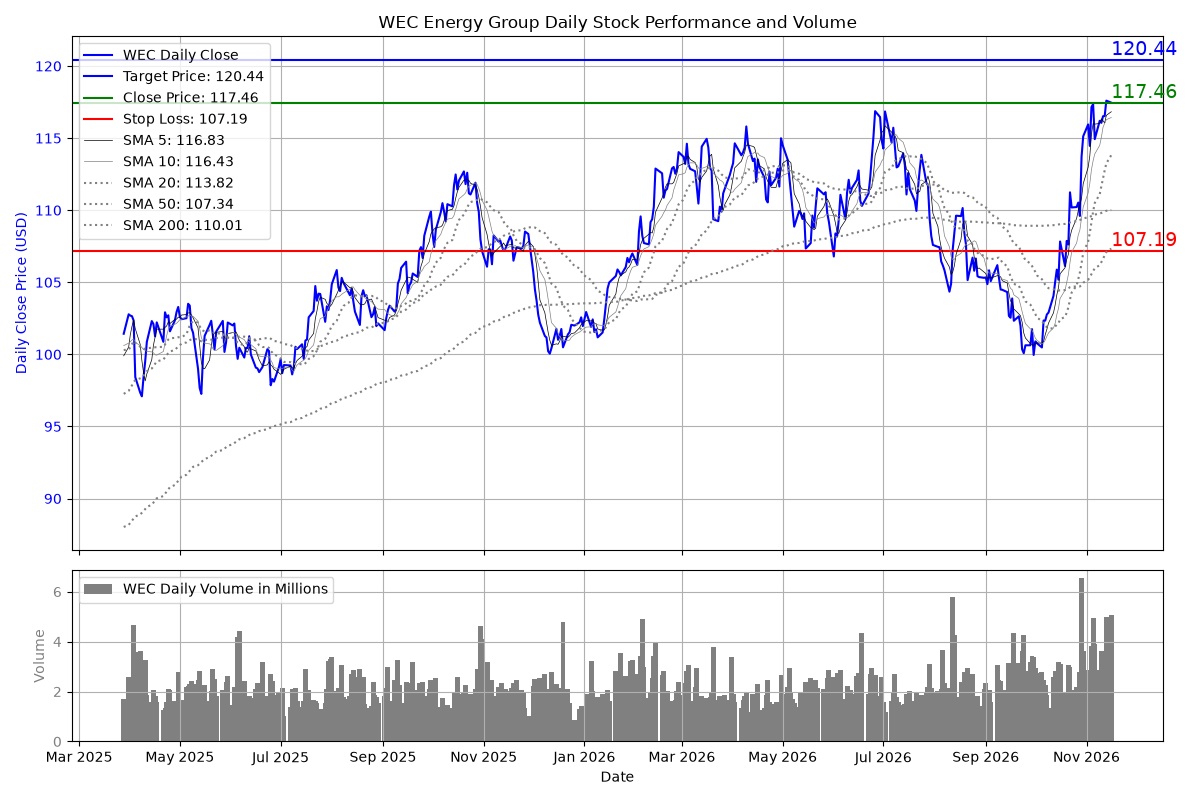 WEC Energy Group Daily Stock Performance and Volume
WEC Daily Close
Target Price: 120.44
Close Price: 117.46
Stop Loss: 107.19
SMA 5: 116.83
SMA 10: 116.43
SMA 20: 113.82
SMA 50: 107.34
SMA 200: 110.01
120.44
117.46
107.19
Daily Close Price (USD)
120
115
110
105
100
95
90
WEC Daily Volume in Millions
Volume
6
4
2
0
Mar 2025 May 2025 Jul 2025 Sep 2025 Nov 2025 Jan 2026 Mar 2026 May 2026 Jul 2026 Sep 2026 Nov 2026
Date